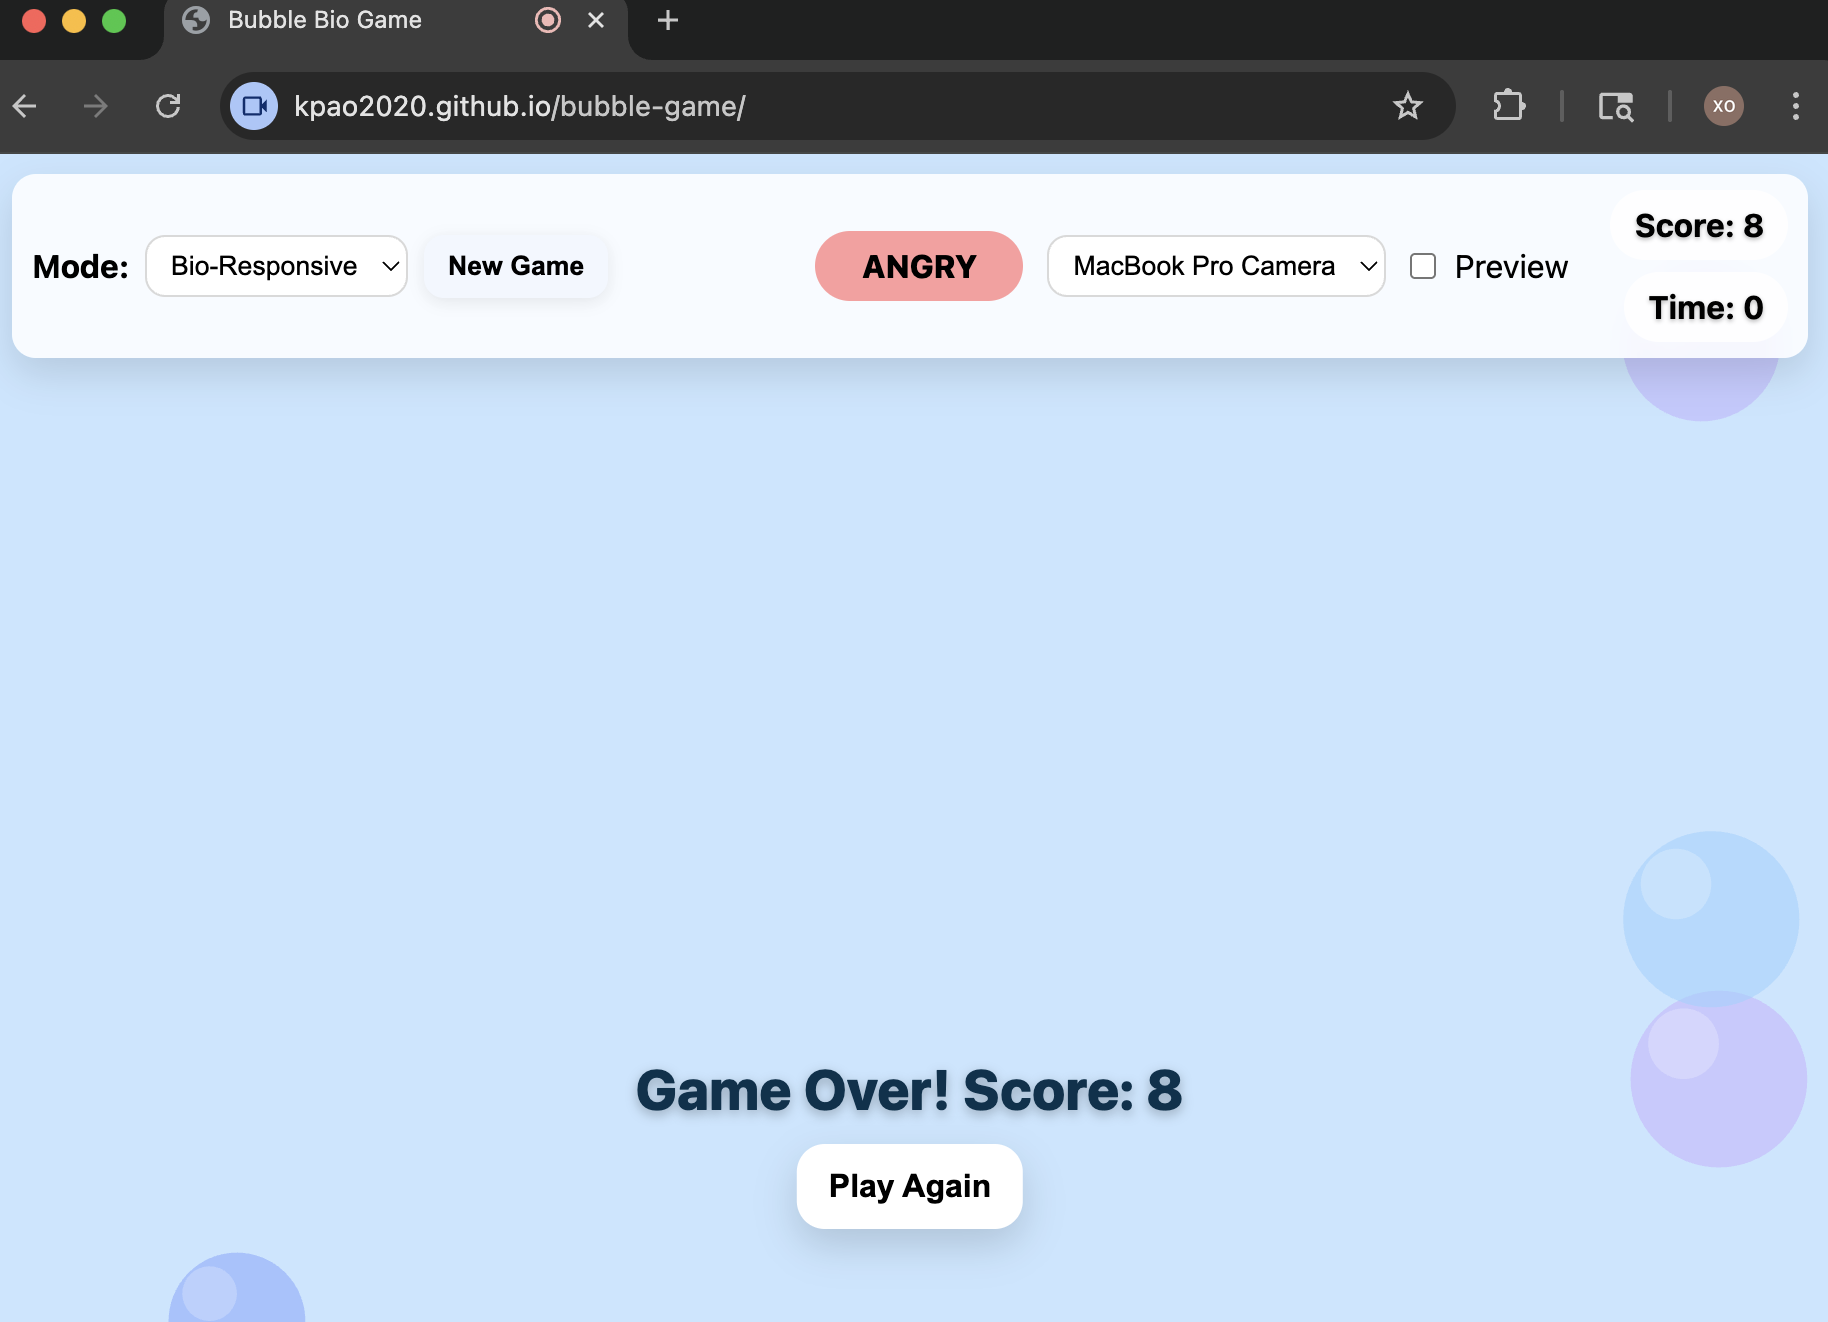 Bubble Bio Game
kpao2020.github.io/bubble-game/
XO
Mode: Bio-Responsive New Game ANGRY MacBook Pro Camera Preview
Score: 8
Time: 0
Game Over! Score: 8
Play Again